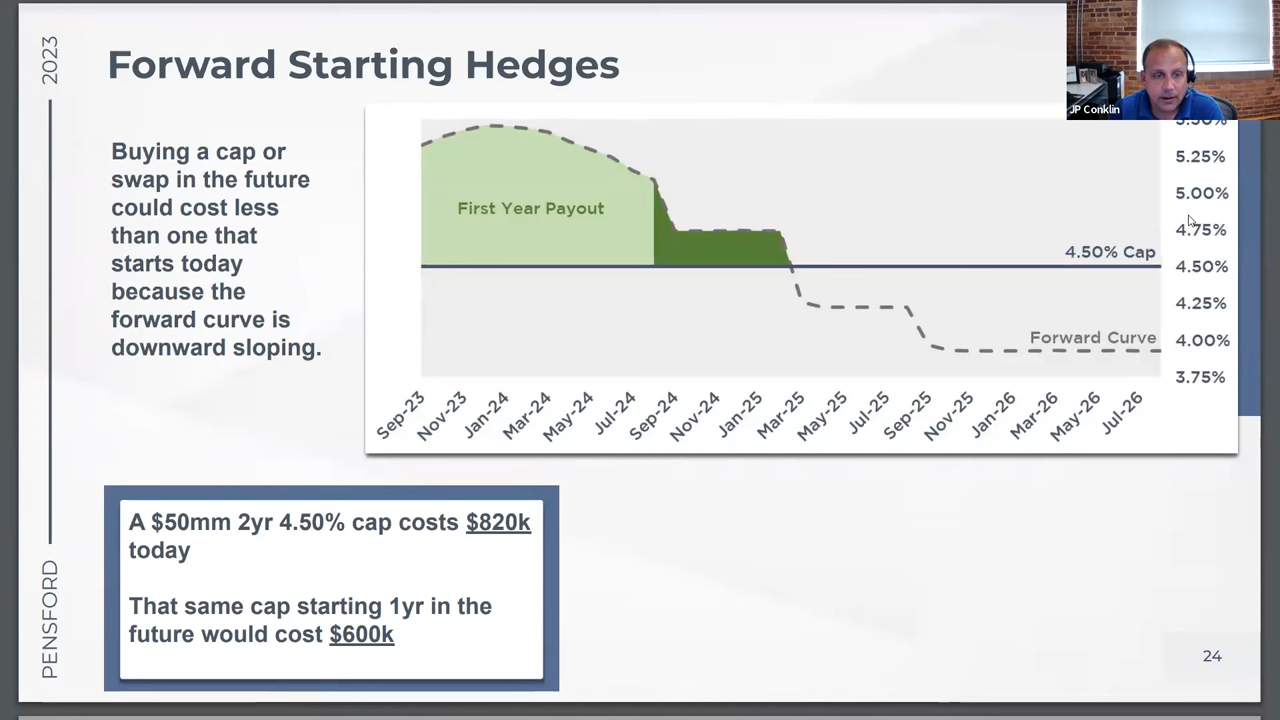 2023
PENSFORD
Forward Starting Hedges
Buying a cap or
swap in the future
could cost less
than one that
starts today
because the
forward curve is
downward sloping.
JP Conklin
First Year Payout
4.50% Cap
Forward Curve
5.50%
5.25%
5.00%
4.75%
4.50%
4.25%
4.00%
3.75%
Sep-23
Nov-23
Jan-24
Mar-24
May-24
Jul-24
Sep-24
Nov-24
Jan-25
Mar-25
May-25
Jul-25
Sep-25
Nov-25
Jan-26
Mar-26
May-26
Jul-26
A $50mm 2yr 4.50% cap costs $820k
today
That same cap starting 1yr in the
future would cost $600k
24